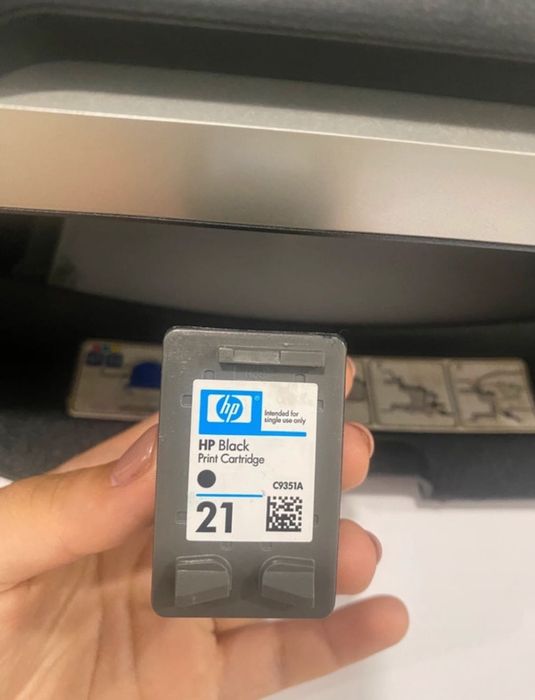 hp
Intended for
single use only
HP Black
Print Cartridge
C9351A
21